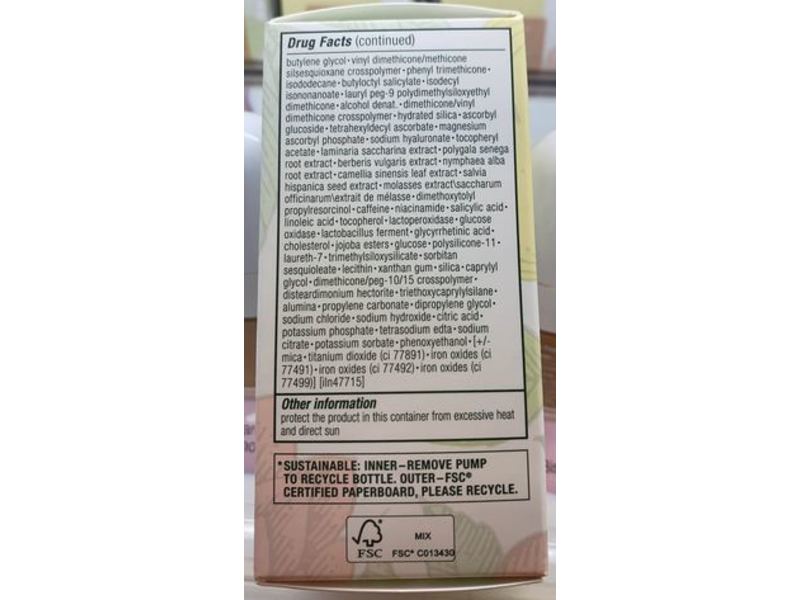 Drug Facts (continued)
butylene glycol • vinyl dimethicone/methicone
silsesquioxane crosspolymer • phenyl trimethicone •
isododecane • butyloctyl salicylate • isodecyl
isononanoate • lauryl peg-9 polydimethylsiloxyethyl
dimethicone • alcohol denat. • dimethicone/vinyl
dimethicone crosspolymer • hydrated silica • ascorbyl
glucoside • tetrahexyldecyl ascorbate • magnesium
ascorbyl phosphate • sodium hyaluronate • tocopheryl
acetate • laminaria saccharina extract • polygala senega
root extract • berberis vulgaris extract • nymphaea alba
root extract • camellia sinensis leaf extract • salvia
hispanica seed extract • molasses extract\saccharum
officinarum\extrait de mélasse • dimethoxytolyl
propylresorcinol • caffeine • niacinamide • salicylic acid •
linoleic acid • tocopherol • lactoperoxidase • glucose
oxidase • lactobacillus ferment • glycyrrhetinic acid •
cholesterol • jojoba esters • glucose • polysilicone-11 •
laureth-7 • trimethylsiloxysilicate • sorbitan
sesquioleate • lecithin • xanthan gum • silica • caprylyl
glycol • dimethicone/peg-10/15 crosspolymer •
disteardimonium hectorite • triethoxycaprylylsilane •
alumina • propylene carbonate • dipropylene glycol •
sodium chloride • sodium hydroxide • citric acid •
potassium phosphate • tetrasodium edta • sodium
citrate • potassium sorbate • phenoxyethanol • [+/-
mica • titanium dioxide (ci 77891) • iron oxides (ci
77491) • iron oxides (ci 77492) • iron oxides (ci
77499)] [iln47715]
Other information
protect the product in this container from excessive heat
and direct sun
*SUSTAINABLE: INNER–REMOVE PUMP
TO RECYCLE BOTTLE. OUTER–FSC®
CERTIFIED PAPERBOARD, PLEASE RECYCLE.
FSC
MIX
FSC® C013430